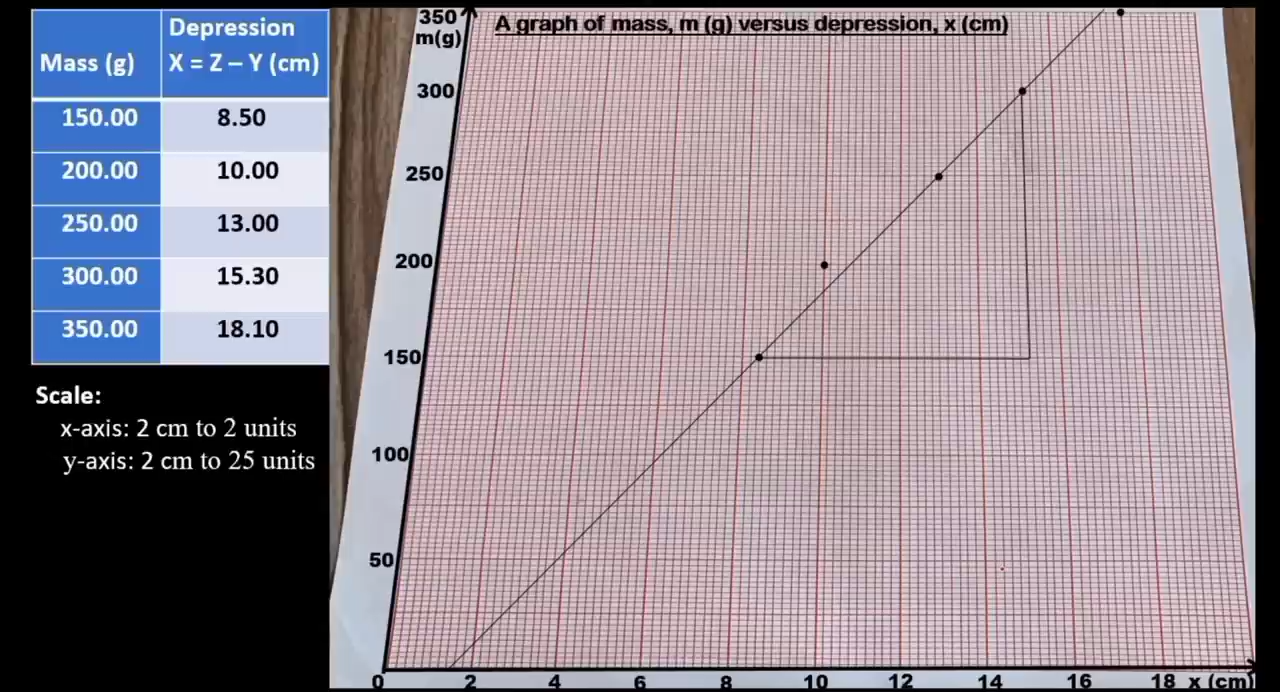 Mass (g)
Depression
X = Z – Y (cm)
150.00
8.50
200.00
10.00
250.00
13.00
300.00
15.30
350.00
18.10
Scale:
x-axis: 2 cm to 2 units
y-axis: 2 cm to 25 units
A graph of mass, m (g) versus depression, x (cm)
350
m(g)
300
250
200
150
100
50
0 2 4 6 8 10 12 14 16 18 x (cm)